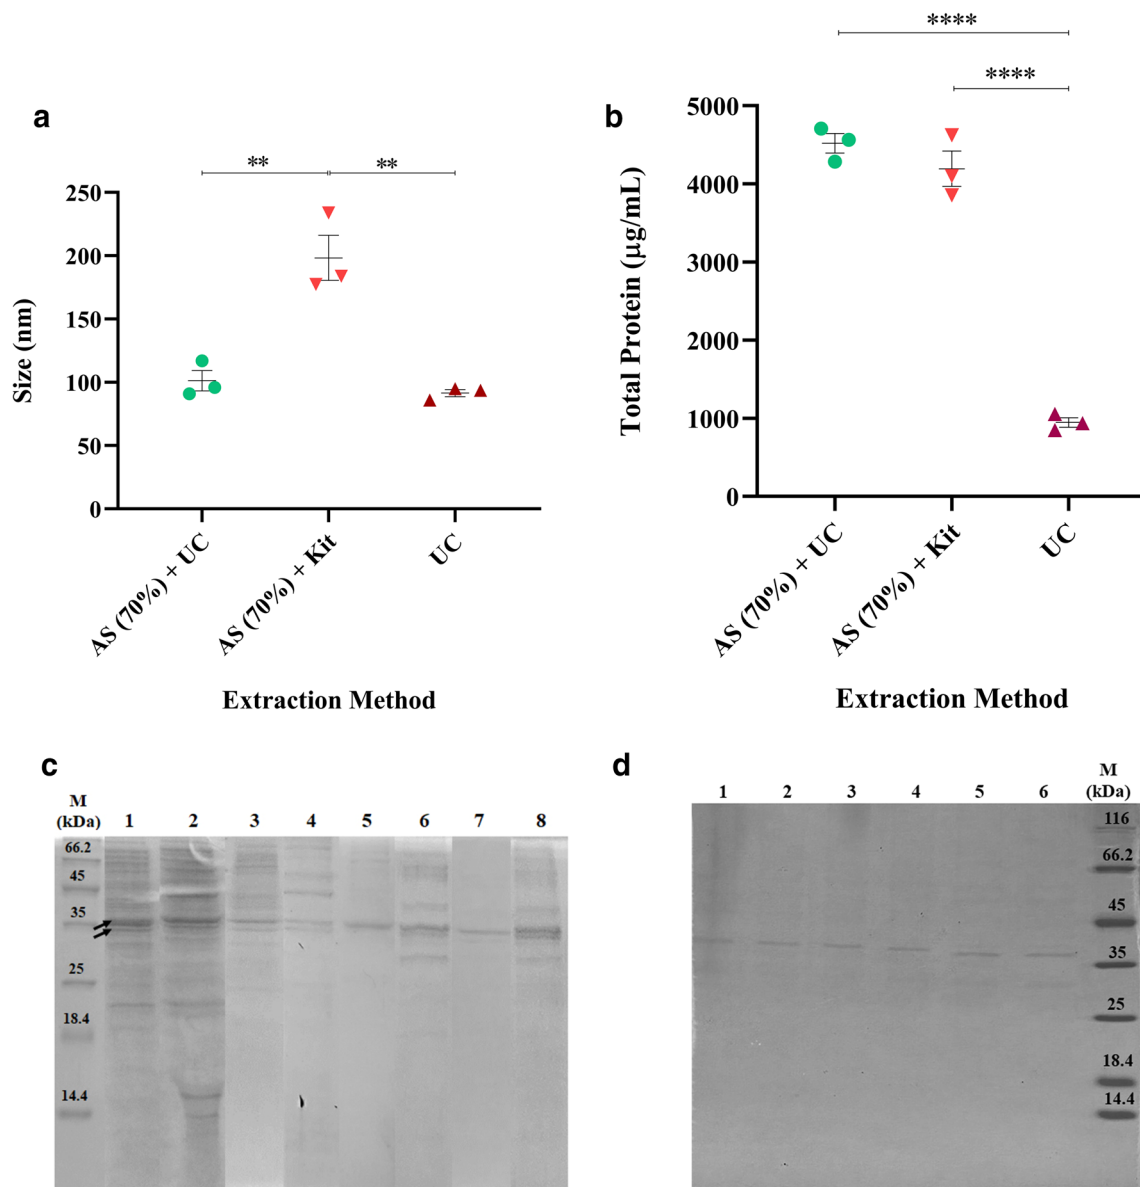 a
**
**
250
200
150
100
50
0
Size (nm)
AS (70%) + UC
AS (70%) + Kit
UC
Extraction Method
b
****
****
5000
4000
3000
2000
1000
0
Total Protein (µg/mL)
AS (70%) + UC
AS (70%) + Kit
UC
Extraction Method
c
M
(kDa) 1 2 3 4 5 6 7 8
66.2
45
35
25
18.4
14.4
d
M
1 2 3 4 5 6 (kDa)
116
66.2
45
35
25
18.4
14.4